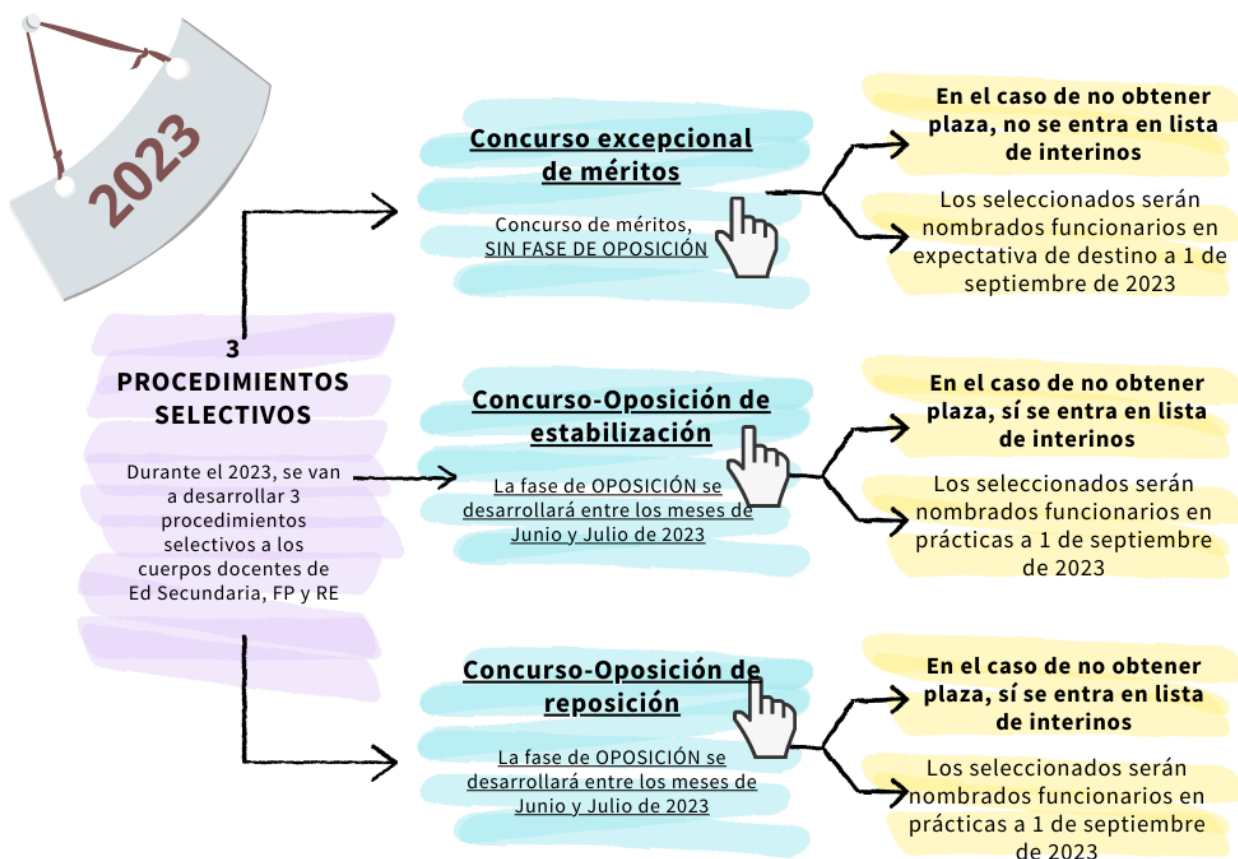 2023
3
PROCEDIMIENTOS
SELECTIVOS
Durante el 2023, se van
a desarrollar 3
procedimientos
selectivos a los
cuerpos docentes de
Ed Secundaria, FP y RE
Concurso excepcional
de méritos
Concurso de méritos,
SIN FASE DE OPOSICIÓN
En el caso de no obtener
plaza, no se entra en lista
de interinos
Los seleccionados serán
nombrados funcionarios en
expectativa de destino a 1 de
septiembre de 2023
Concurso-Oposición de
estabilización
La fase de OPOSICIÓN se
desarrollará entre los meses de
Junio y Julio de 2023
En el caso de no obtener
plaza, sí se entra en lista
de interinos
Los seleccionados serán
nombrados funcionarios en
prácticas a 1 de septiembre
de 2023
Concurso-Oposición de
reposición
La fase de OPOSICIÓN se
desarrollará entre los meses de
Junio y Julio de 2023
En el caso de no obtener
plaza, sí se entra en lista
de interinos
Los seleccionados serán
nombrados funcionarios en
prácticas a 1 de septiembre
de 2023